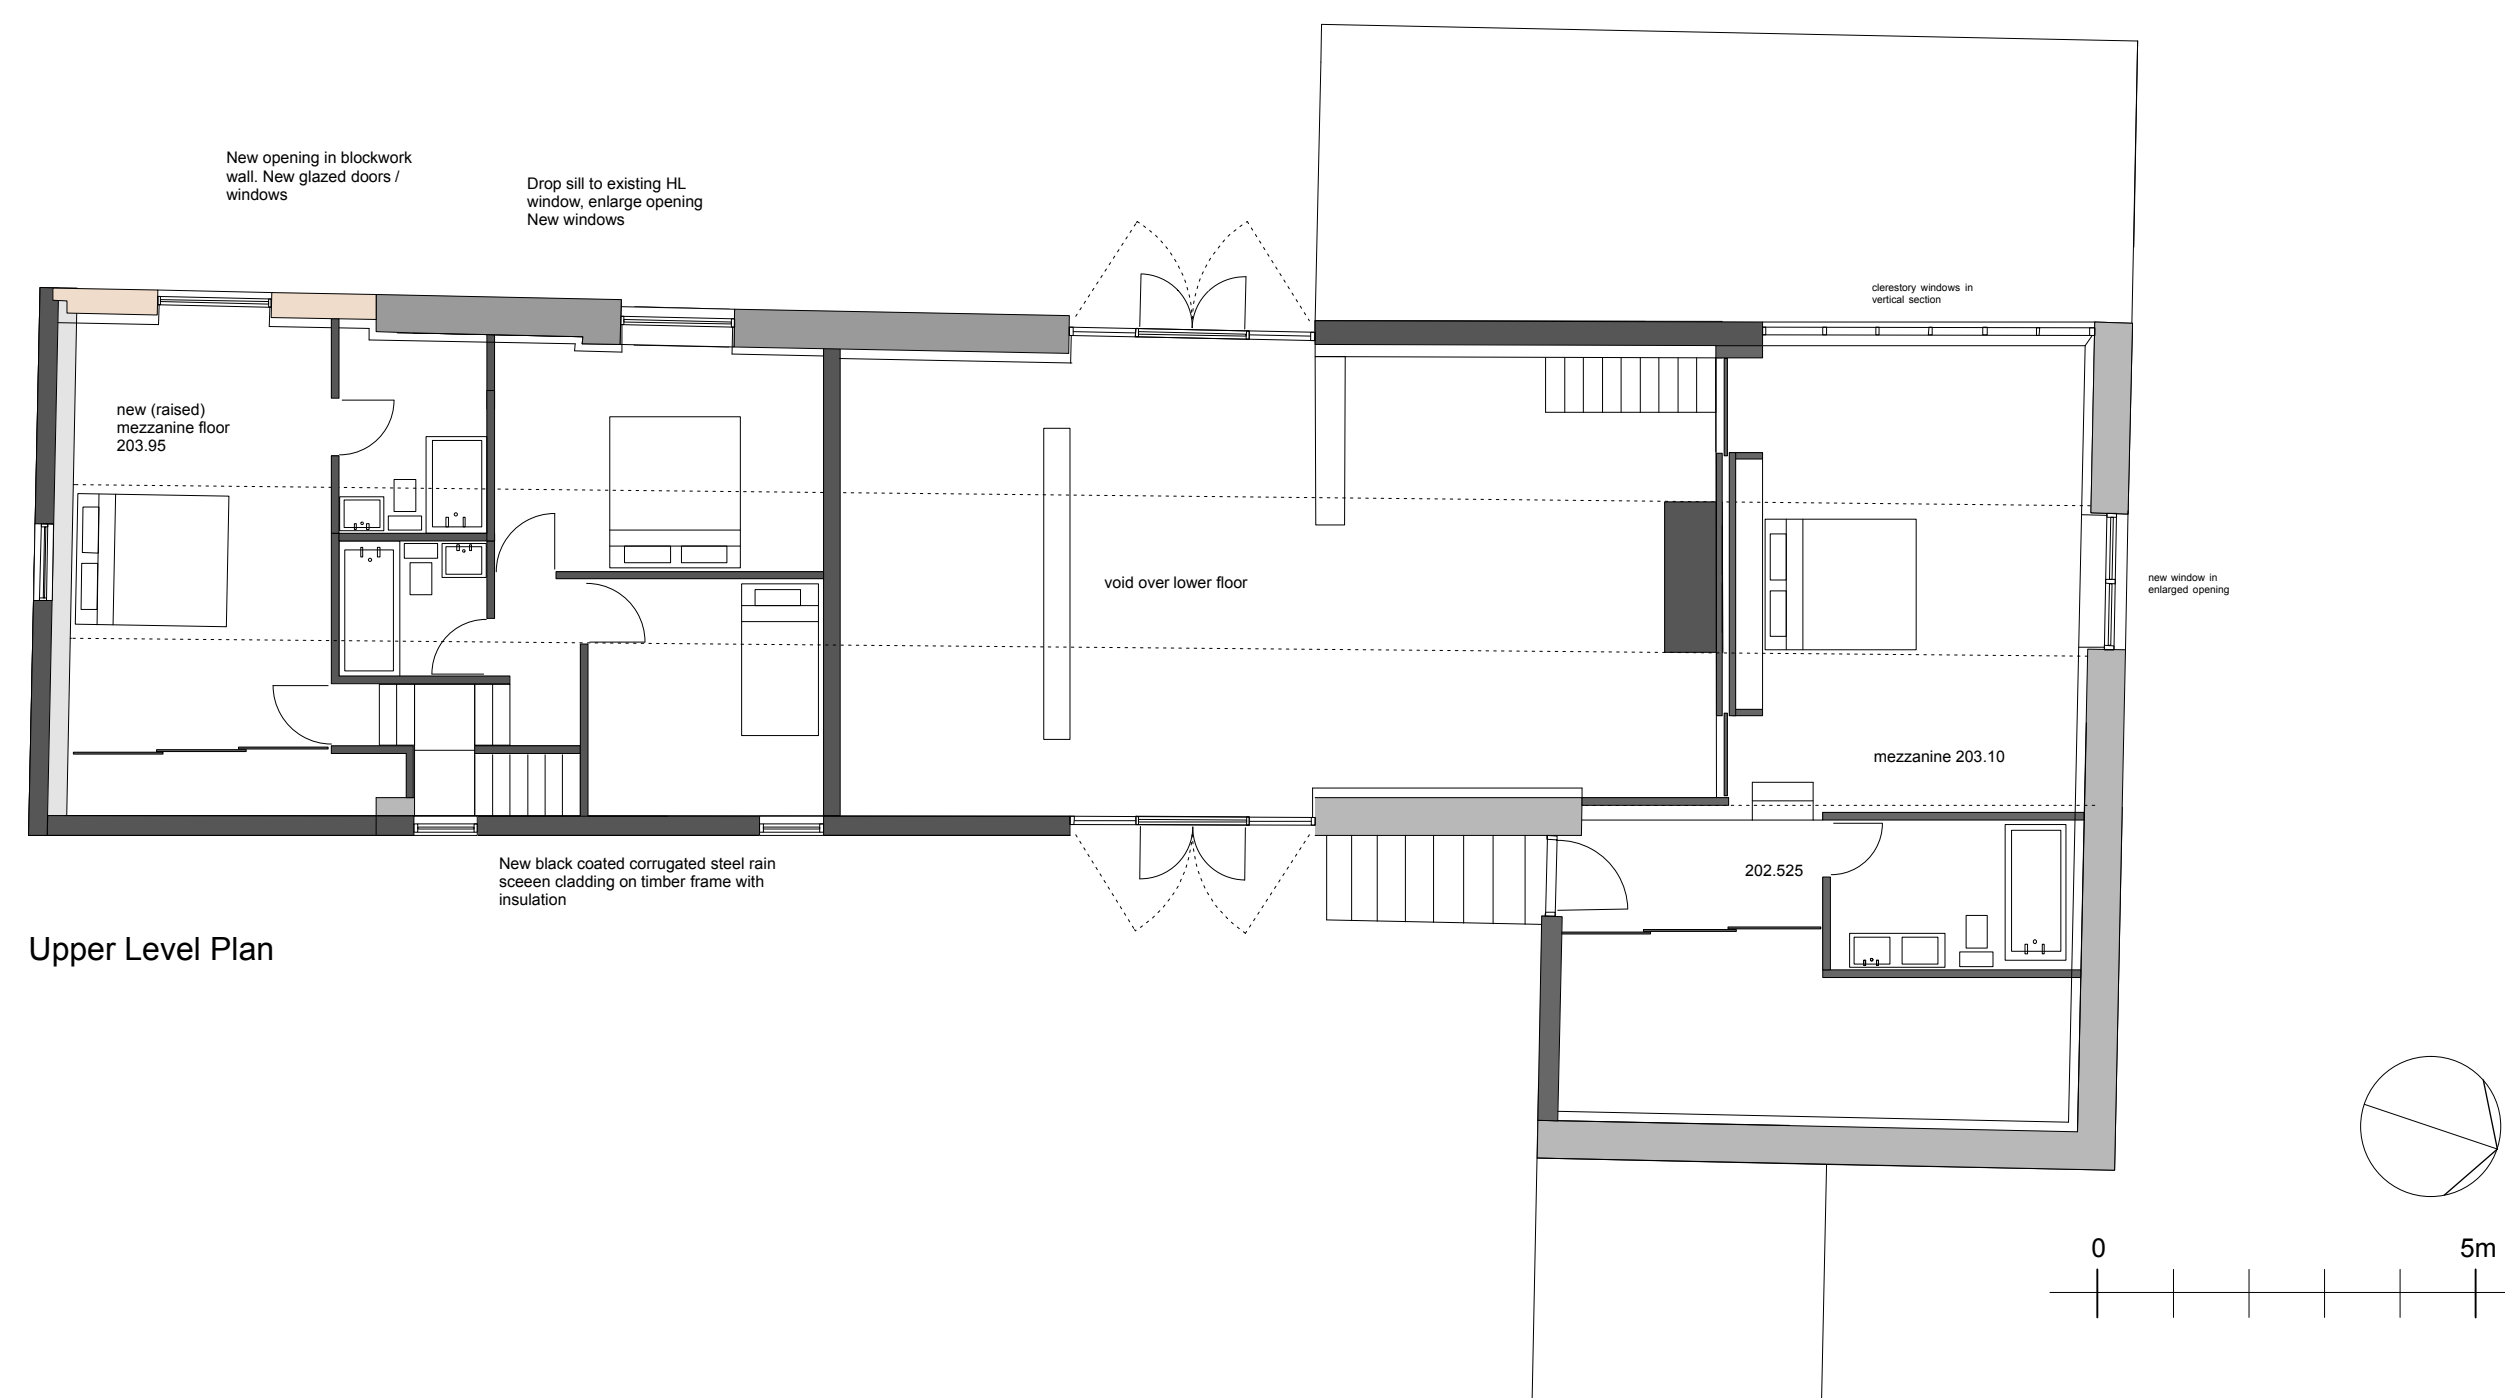 New opening in blockwork
wall. New glazed doors /
windows
Drop sill to existing HL
window, enlarge opening
New windows
clerestory windows in
vertical section
new (raised)
mezzanine floor
203.95
void over lower floor
new window in
enlarged opening
mezzanine 203.10
202.525
New black coated corrugated steel rain
sceeen cladding on timber frame with
insulation
Upper Level Plan
0
5m